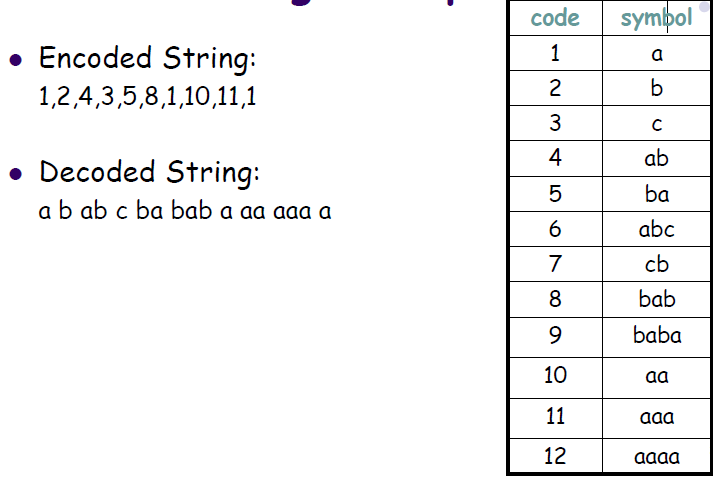 Encoded String:
1,2,4,3,5,8,1,10,11,1
Decoded String:
a b ab c ba bab a aa aaa a
code symbol
1 a
2 b
3 c
4 ab
5 ba
6 abc
7 cb
8 bab
9 baba
10 aa
11 aaa
12 aaaa